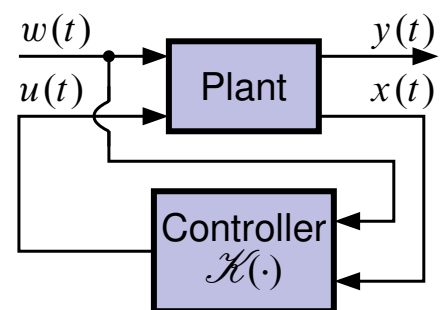 w(t)
y(t)
u(t)
Plant
x(t)
Controller
𝒦(·)